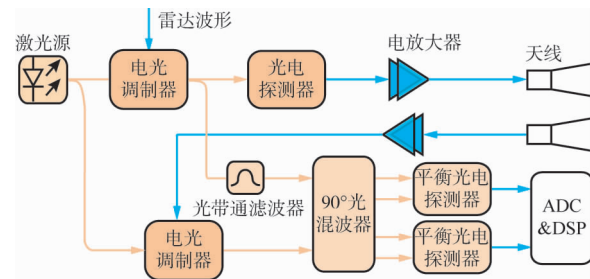 雷达波形
激光源
电光
调制器
光电
探测器
电放大器
天线
光带通滤波器
90°光
混波器
平衡光电
探测器
电光
调制器
平衡光电
探测器
ADC
&DSP